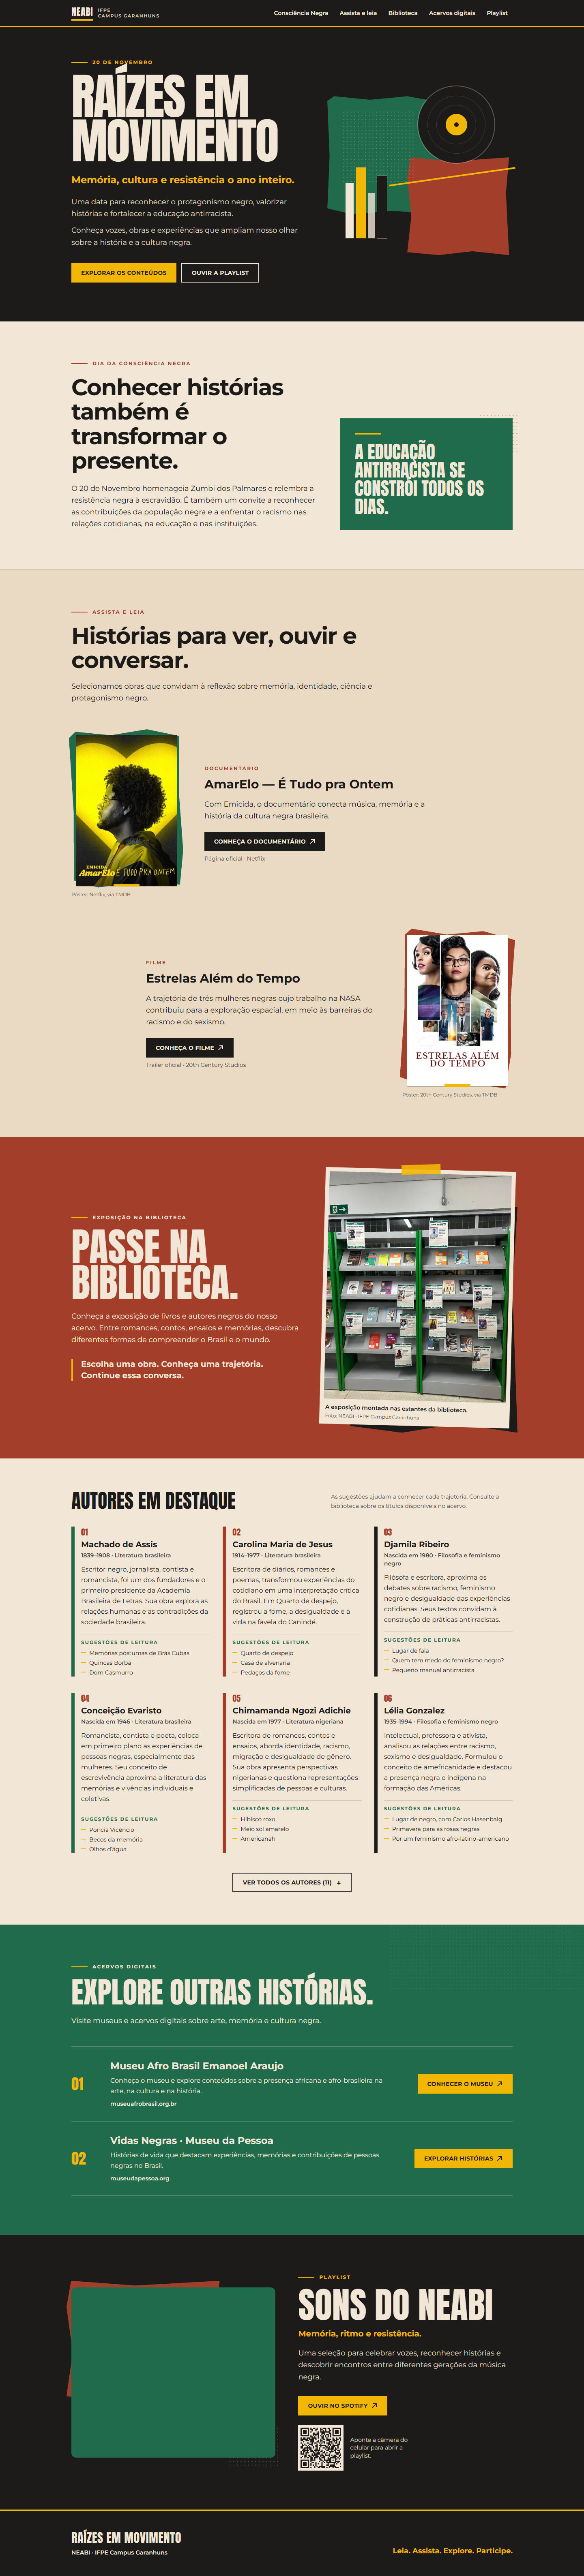 NEABI
IFPE
CAMPUS GARANHUNS
Consciência Negra
Assista e leia
Biblioteca
Acervos digitais
Playlist
20 DE NOVEMBRO
RAÍZES EM
MOVIMENTO
Memória, cultura e resistência o ano inteiro.
Uma data para reconhecer o protagonismo negro, valorizar
histórias e fortalecer a educação antirracista.
Conheça vozes, obras e experiências que ampliam nosso olhar
sobre a história e a cultura negra.
EXPLORAR OS CONTEÚDOS
OUVIR A PLAYLIST
DIA DA CONSCIÊNCIA NEGRA
Conhecer histórias
também é
transformar o
presente.
O 20 de Novembro homenageia Zumbi dos Palmares e relembra a
resistência negra à escravidão. É também um convite a reconhecer
as contribuições da população negra e a enfrentar o racismo nas
relações cotidianas, na educação e nas instituições.
A EDUCAÇÃO
ANTIRRACISTA SE
CONSTRÓI TODOS OS
DIAS.
ASSISTA E LEIA
Histórias para ver, ouvir e
conversar.
Selecionamos obras que convidam à reflexão sobre memória, identidade, ciência e
protagonismo negro.
EMICIDA
AmarElo É TUDO PRA ONTEM
Pôster: Netflix, via TMDB
DOCUMENTÁRIO
AmarElo — É Tudo pra Ontem
Com Emicida, o documentário conecta música, memória e a
história da cultura negra brasileira.
CONHEÇA O DOCUMENTÁRIO
Página oficial · Netflix
FILME
Estrelas Além do Tempo
A trajetória de três mulheres negras cujo trabalho na NASA
contribuiu para a exploração espacial, em meio às barreiras do
racismo e do sexismo.
CONHEÇA O FILME
Trailer oficial · 20th Century Studios
ESTRELAS ALÉM
DO TEMPO
Pôster: 20th Century Studios, via TMDB
EXPOSIÇÃO NA BIBLIOTECA
PASSE NA
BIBLIOTECA.
Conheça a exposição de livros e autores negros do nosso
acervo. Entre romances, contos, ensaios e memórias, descubra
diferentes formas de compreender o Brasil e o mundo.
Escolha uma obra. Conheça uma trajetória.
Continue essa conversa.
A exposição montada nas estantes da biblioteca.
Foto: NEABI · IFPE Campus Garanhuns
AUTORES EM DESTAQUE
As sugestões ajudam a conhecer cada trajetória. Consulte a
biblioteca sobre os títulos disponíveis no acervo.
01
Machado de Assis
1839–1908 · Literatura brasileira
Escritor negro, jornalista, contista e
romancista, foi um dos fundadores e o
primeiro presidente da Academia
Brasileira de Letras. Sua obra explora as
relações humanas e as contradições da
sociedade brasileira.
SUGESTÕES DE LEITURA
Memórias póstumas de Brás Cubas
Quincas Borba
Dom Casmurro
02
Carolina Maria de Jesus
1914–1977 · Literatura brasileira
Escritora de diários, romances e
poemas, transformou experiências do
cotidiano em uma interpretação crítica
do Brasil. Em Quarto de despejo,
registrou a fome, a desigualdade e a
vida na favela do Canindé.
SUGESTÕES DE LEITURA
Quarto de despejo
Casa de alvenaria
Pedaços da fome
03
Djamila Ribeiro
Nascida em 1980 · Filosofia e feminismo
negro
Filósofa e escritora, aproxima os
debates sobre racismo, feminismo
negro e desigualdade das experiências
cotidianas. Seus textos convidam à
construção de práticas antirracistas.
SUGESTÕES DE LEITURA
Lugar de fala
Quem tem medo do feminismo negro?
Pequeno manual antirracista
04
Conceição Evaristo
Nascida em 1946 · Literatura brasileira
Romancista, contista e poeta, coloca
em primeiro plano as experiências de
pessoas negras, especialmente das
mulheres. Seu conceito de
escrevivência aproxima a literatura das
memórias e vivências individuais e
coletivas.
SUGESTÕES DE LEITURA
Ponciá Vicêncio
Becos da memória
Olhos d'água
05
Chimamanda Ngozi Adichie
Nascida em 1977 · Literatura nigeriana
Escritora de romances, contos e
ensaios, aborda identidade, racismo,
migração e desigualdade de gênero.
Sua obra apresenta perspectivas
nigerianas e questiona representações
simplificadas de pessoas e culturas.
SUGESTÕES DE LEITURA
Hibisco roxo
Meio sol amarelo
Americanah
06
Lélia Gonzalez
1935–1994 · Filosofia e feminismo negro
Intelectual, professora e ativista,
analisou as relações entre racismo,
sexismo e desigualdade. Formulou o
conceito de amefricanidade e destacou
a presença negra e indígena na
formação das Américas.
SUGESTÕES DE LEITURA
Lugar de negro, com Carlos Hasenbalg
Primavera para as rosas negras
Por um feminismo afro-latino-americano
VER TODOS OS AUTORES (11)
ACERVOS DIGITAIS
EXPLORE OUTRAS HISTÓRIAS.
Visite museus e acervos digitais sobre arte, memória e cultura negra.
01
Museu Afro Brasil Emanoel Araujo
Conheça o museu e explore conteúdos sobre a presença africana e afro-brasileira na
arte, na cultura e na história.
museuafrobrasil.org.br
CONHECER O MUSEU
02
Vidas Negras · Museu da Pessoa
Histórias de vida que destacam experiências, memórias e contribuições de pessoas
negras no Brasil.
museudapessoa.org
EXPLORAR HISTÓRIAS
PLAYLIST
SONS DO NEABI
Memória, ritmo e resistência.
Uma seleção para celebrar vozes, reconhecer histórias e
descobrir encontros entre diferentes gerações da música
negra.
OUVIR NO SPOTIFY
Aponte a câmera do
celular para abrir a
playlist.
RAÍZES EM MOVIMENTO
NEABI · IFPE Campus Garanhuns
Leia. Assista. Explore. Participe.